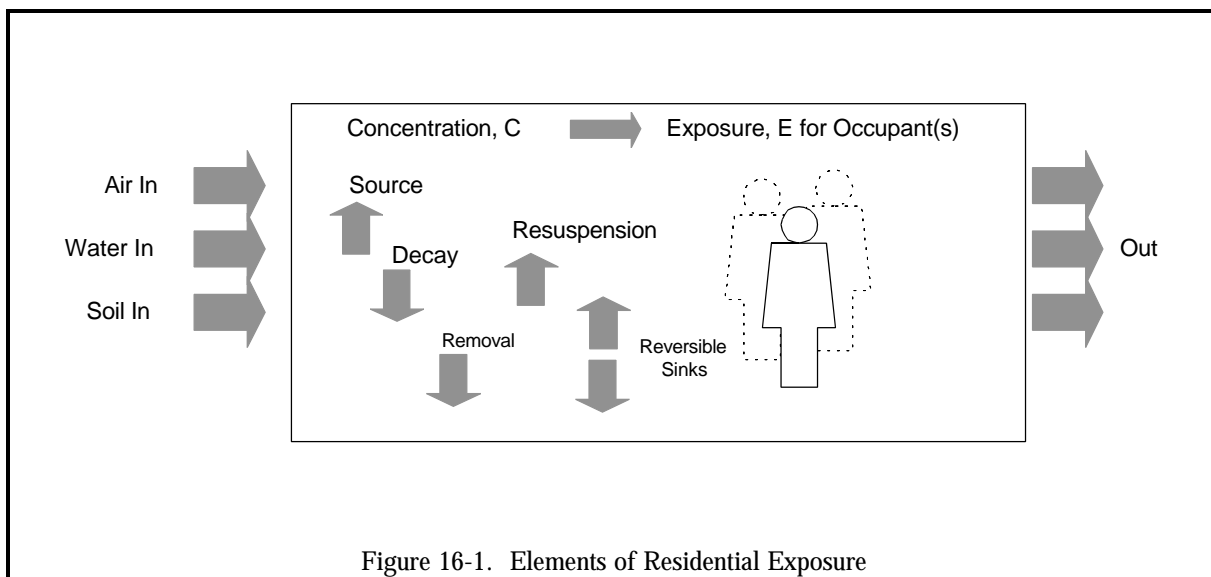 Concentration, C
Exposure, E for Occupant(s)
Air In
Water In
Soil In
Source
Decay
Resuspension
Removal
Reversible
Sinks
Out
Figure 16-1. Elements of Residential Exposure